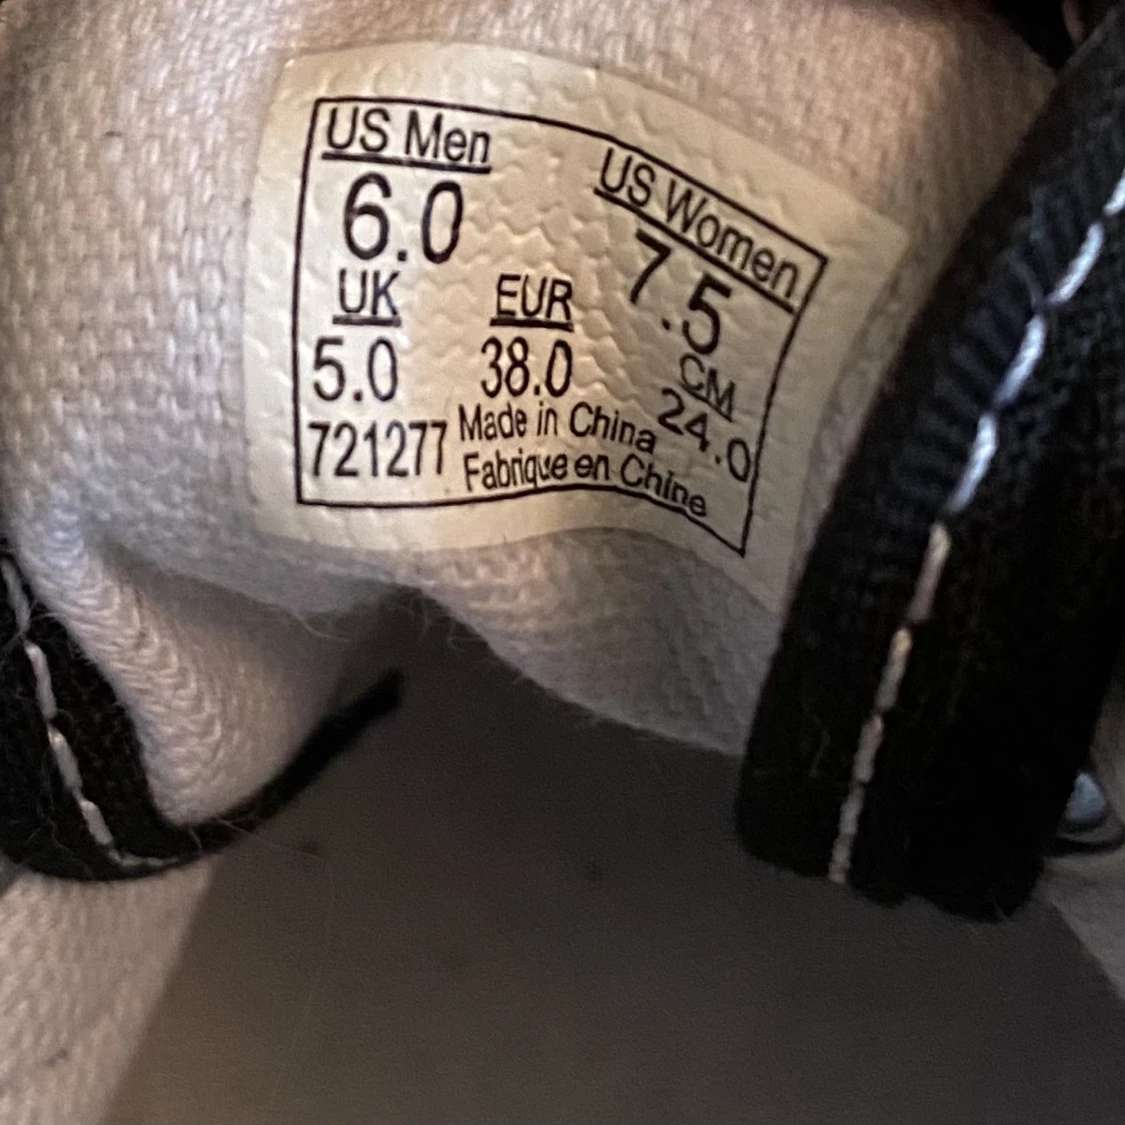 US Men
6.0
US Women
7.5
UK
5.0
EUR
38.0
CM
24.0
721277
Made in China
Fabrique en Chine